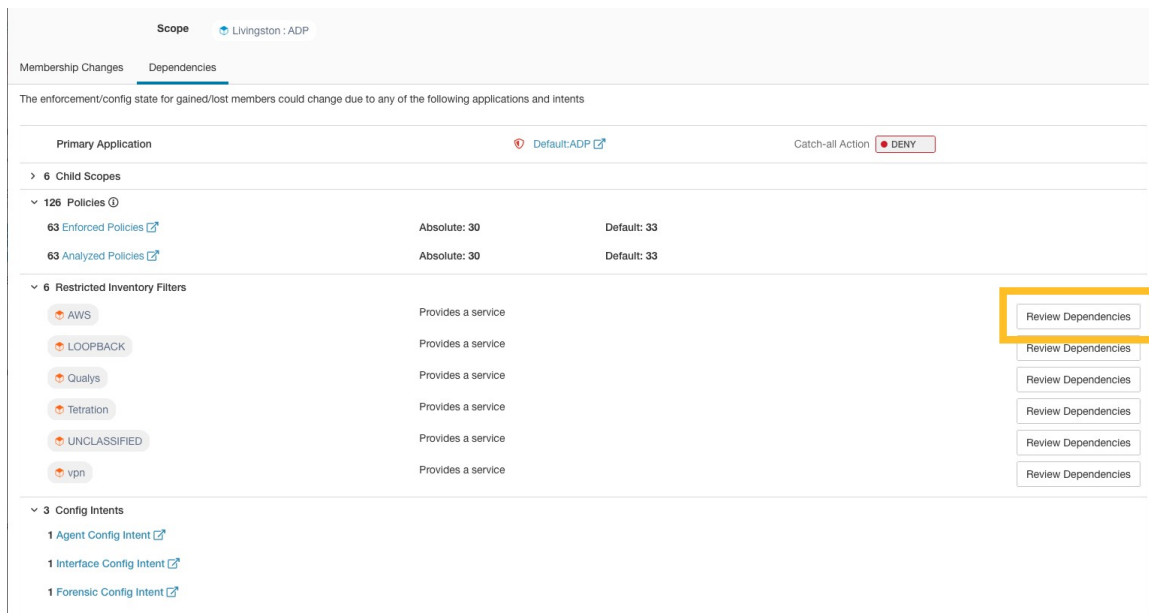 Scope Livingston : ADP
Membership Changes Dependencies
The enforcement/config state for gained/lost members could change due to any of the following applications and intents
Primary Application Default:ADP Catch-all Action DENY
6 Child Scopes
126 Policies
63 Enforced Policies Absolute: 30 Default: 33
63 Analyzed Policies Absolute: 30 Default: 33
6 Restricted Inventory Filters
AWS Provides a service Review Dependencies
LOOPBACK Provides a service Review Dependencies
Qualys Provides a service Review Dependencies
Tetration Provides a service Review Dependencies
UNCLASSIFIED Provides a service Review Dependencies
vpn Provides a service Review Dependencies
3 Config Intents
1 Agent Config Intent
1 Interface Config Intent
1 Forensic Config Intent